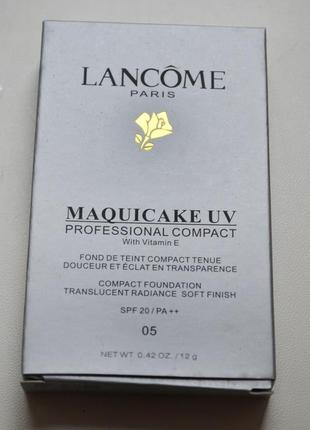 LANCÔME
PARIS
MAQUICAKE UV
PROFESSIONAL COMPACT
With Vitamin E
FOND DE TEINT COMPACT TENUE
DOUCEUR ET ÉCLAT EN TRANSPARENCE
COMPACT FOUNDATION
TRANSLUCENT RADIANCE SOFT FINISH
SPF 20 / PA ++
05
NET WT. 0.42 OZ. / 12 g